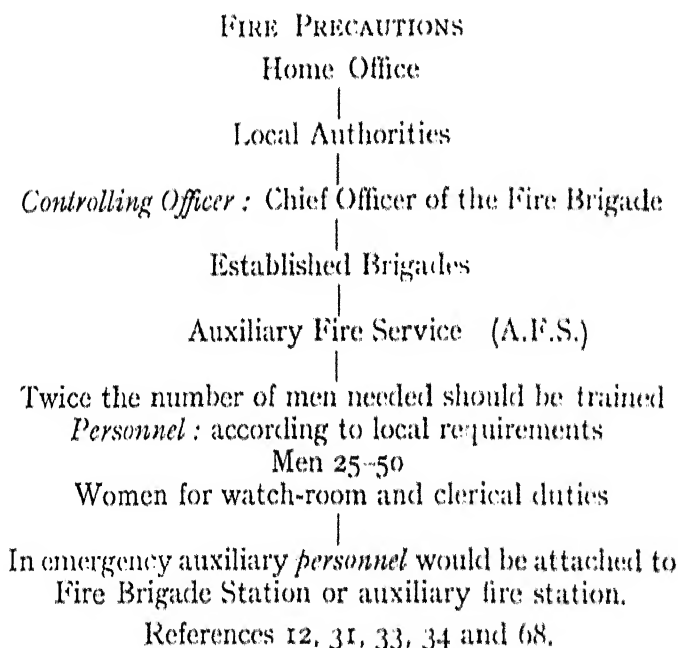 FIRE PRECAUTIONS
Home Office
Local Authorities
Controlling Officer : Chief Officer of the Fire Brigade
Established Brigades
Auxiliary Fire Service (A.F.S.)
Twice the number of men needed should be trained
Personnel : according to local requirements
Men 25-50
Women for watch-room and clerical duties
In emergency auxiliary personnel would be attached to
Fire Brigade Station or auxiliary fire station.
References 12, 31, 33, 34 and 68.